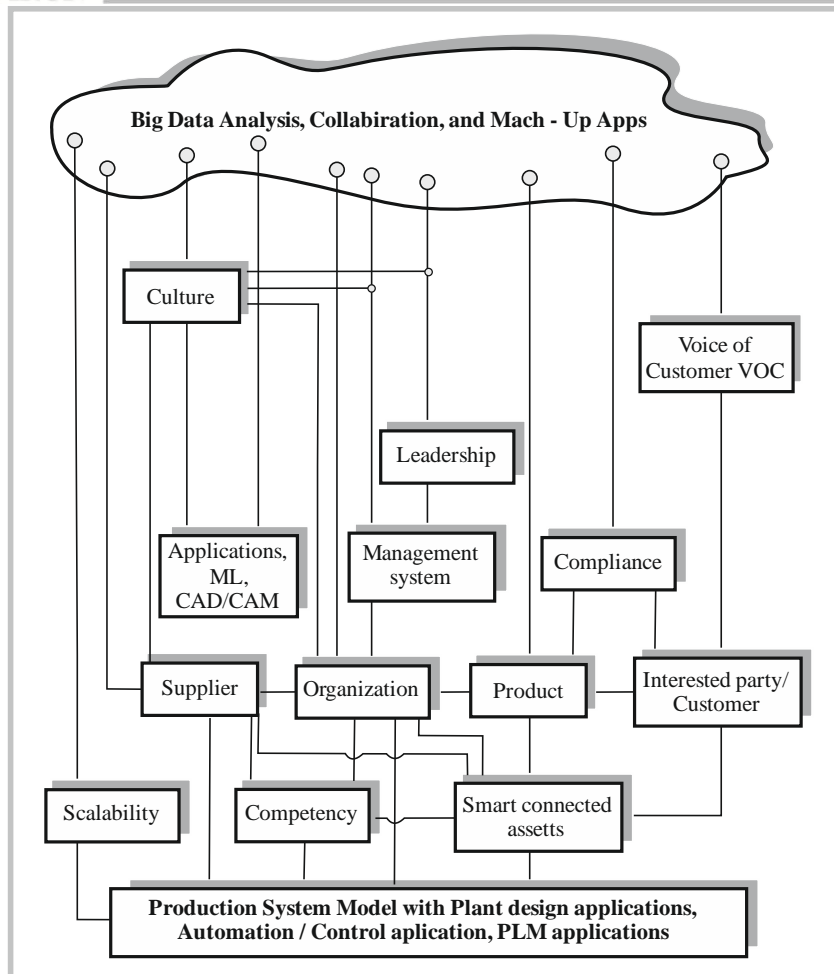 Big Data Analysis, Collabiration, and Mach - Up Apps
Culture
Voice of
Customer VOC
Leadership
Applications,
ML,
CAD/CAM
Management
system
Compliance
Supplier
Organization
Product
Interested party/
Customer
Scalability
Competency
Smart connected
assetts
Production System Model with Plant design applications,
Automation / Control aplication, PLM applications